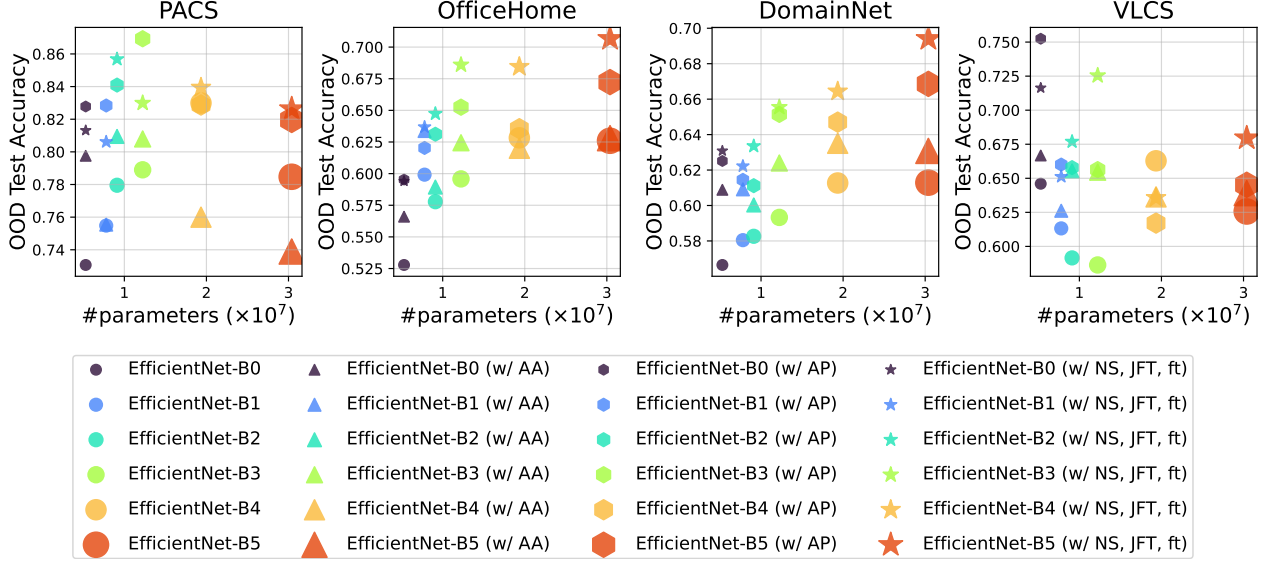 PACS
OOD Test Accuracy
0.86
0.84
0.82
0.80
0.78
0.76
0.74
1 2 3
#parameters (×10⁷)
OfficeHome
OOD Test Accuracy
0.700
0.675
0.650
0.625
0.600
0.575
0.550
0.525
1 2 3
#parameters (×10⁷)
DomainNet
OOD Test Accuracy
0.70
0.68
0.66
0.64
0.62
0.60
0.58
1 2 3
#parameters (×10⁷)
VLCS
OOD Test Accuracy
0.750
0.725
0.700
0.675
0.650
0.625
0.600
1 2 3
#parameters (×10⁷)
EfficientNet-B0 EfficientNet-B0 (w/ AA) EfficientNet-B0 (w/ AP) EfficientNet-B0 (w/ NS, JFT, ft)
EfficientNet-B1 EfficientNet-B1 (w/ AA) EfficientNet-B1 (w/ AP) EfficientNet-B1 (w/ NS, JFT, ft)
EfficientNet-B2 EfficientNet-B2 (w/ AA) EfficientNet-B2 (w/ AP) EfficientNet-B2 (w/ NS, JFT, ft)
EfficientNet-B3 EfficientNet-B3 (w/ AA) EfficientNet-B3 (w/ AP) EfficientNet-B3 (w/ NS, JFT, ft)
EfficientNet-B4 EfficientNet-B4 (w/ AA) EfficientNet-B4 (w/ AP) EfficientNet-B4 (w/ NS, JFT, ft)
EfficientNet-B5 EfficientNet-B5 (w/ AA) EfficientNet-B5 (w/ AP) EfficientNet-B5 (w/ NS, JFT, ft)